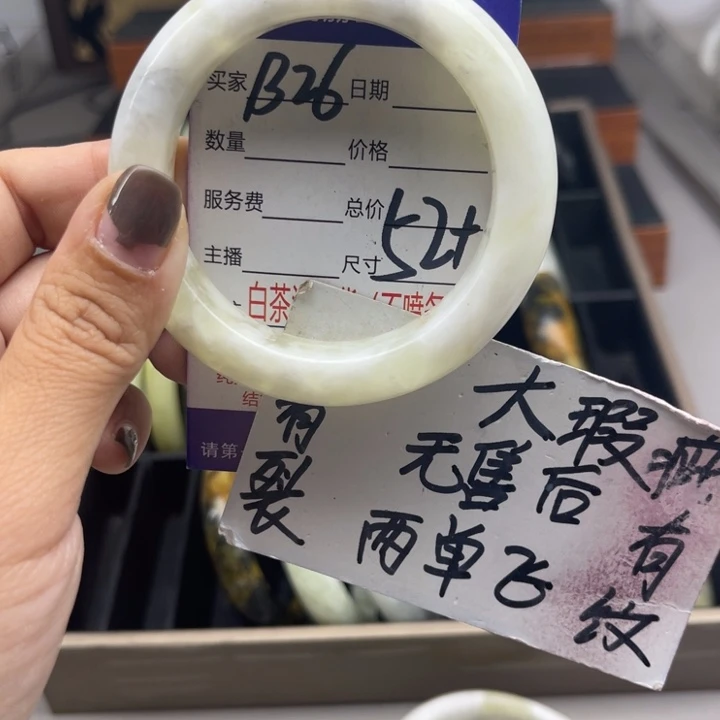 买家 B26 日期
数量 价格
服务费 总价
主播 尺寸 52+
白茶
请第
大瑕疵
无售后
两单飞
有裂
有纹